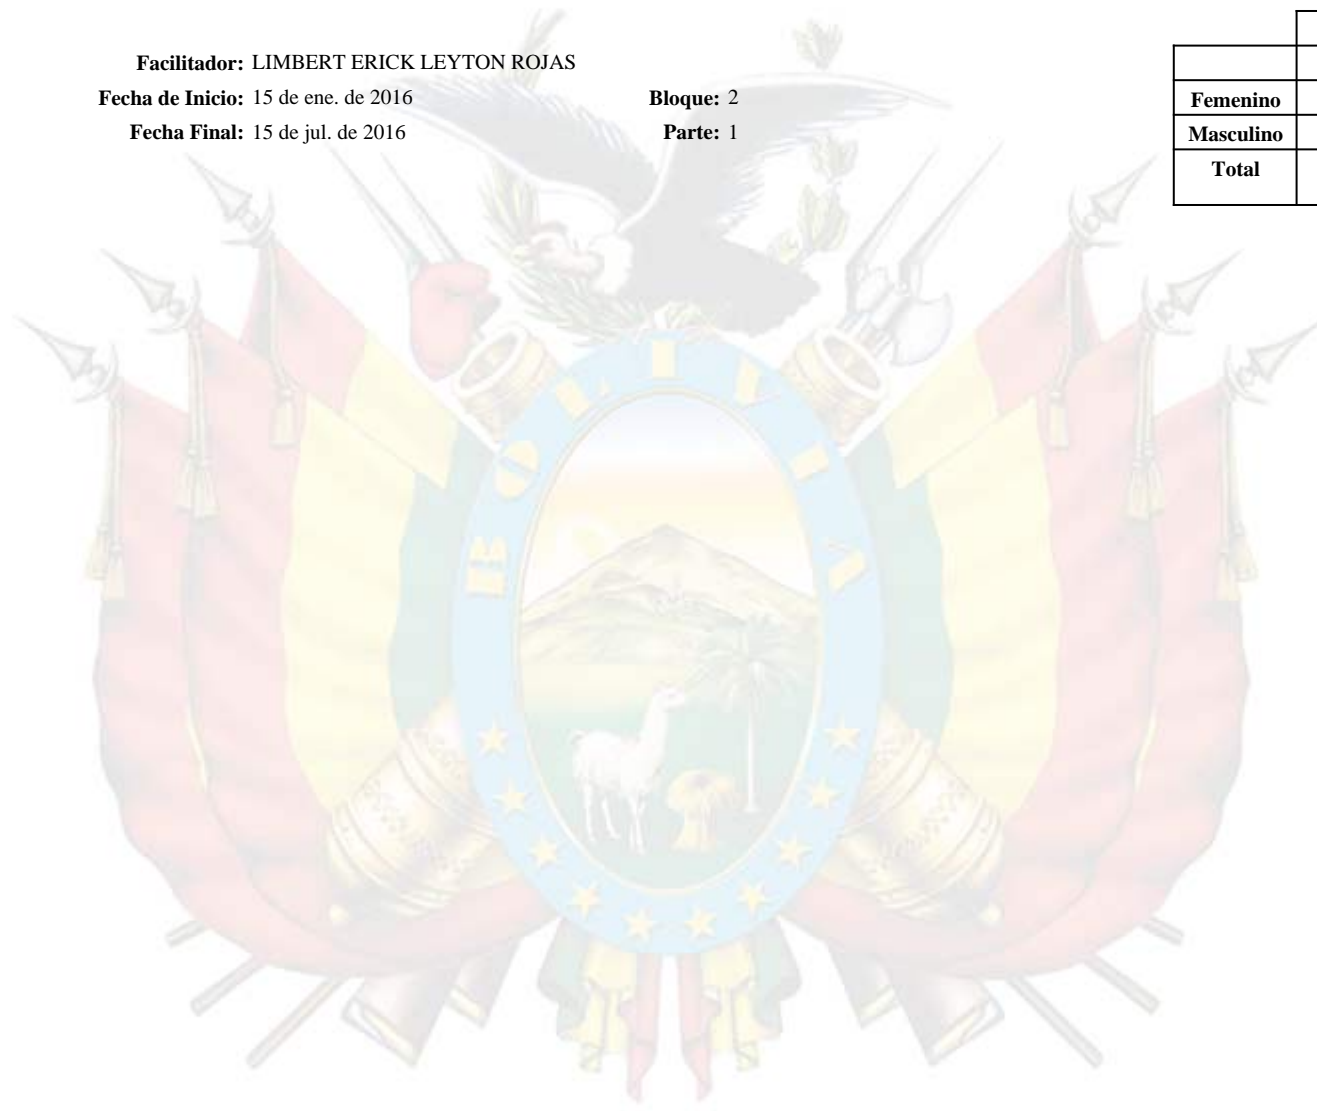 Facilitador: LIMBERT ERICK LEYTON ROJAS
Fecha de Inicio: 15 de ene. de 2016 Bloque: 2
Fecha Final: 15 de jul. de 2016 Parte: 1
Femenino
Masculino
Total
BOLIVIA